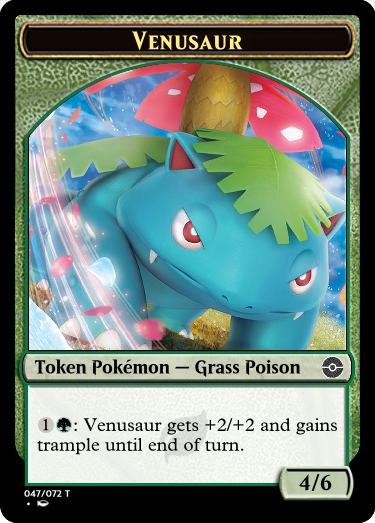 VENUSAUR
Token Pokémon — Grass Poison
1: Venusaur gets +2/+2 and gains
trample until end of turn.
4/6
047/072 T